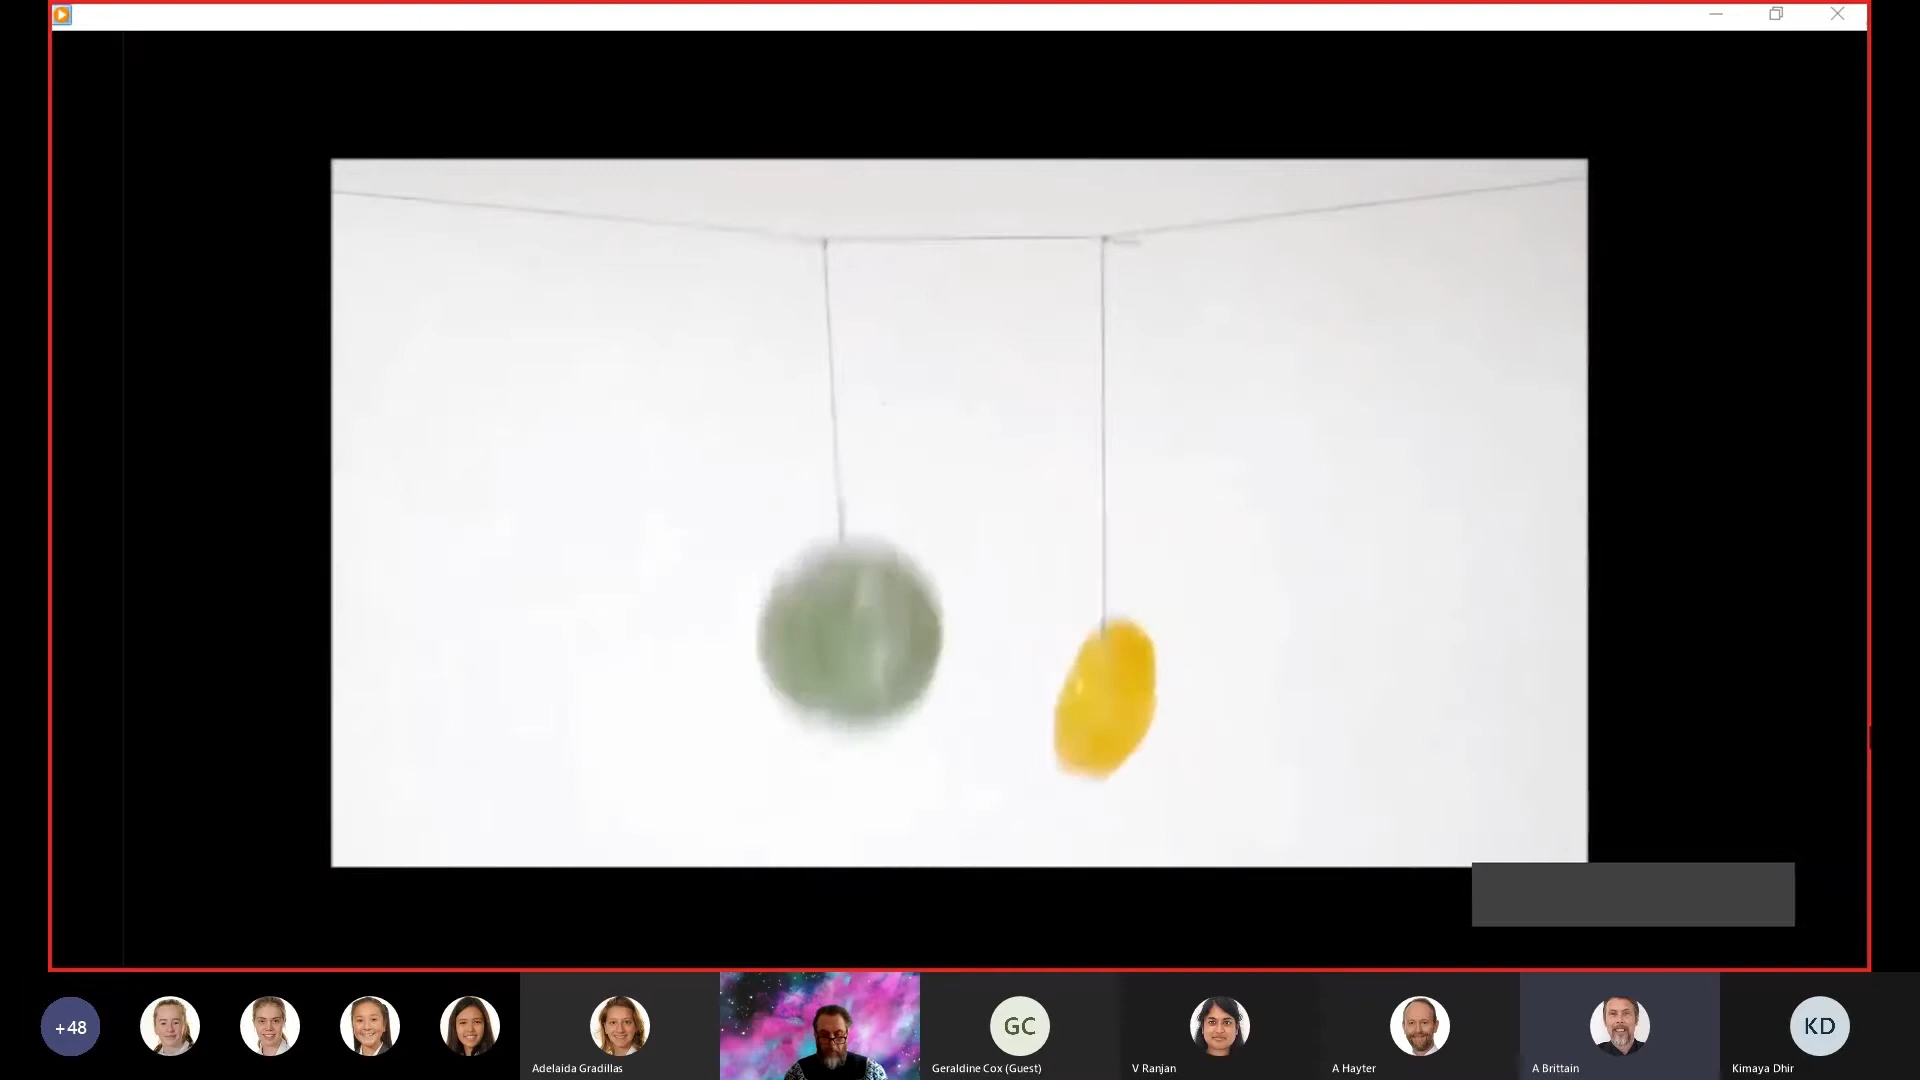 +48
Adelaida Gradillas
GC
Geraldine Cox (Guest)
V Ranjan
A Hayter
A Brittain
KD
Kimaya Dhir